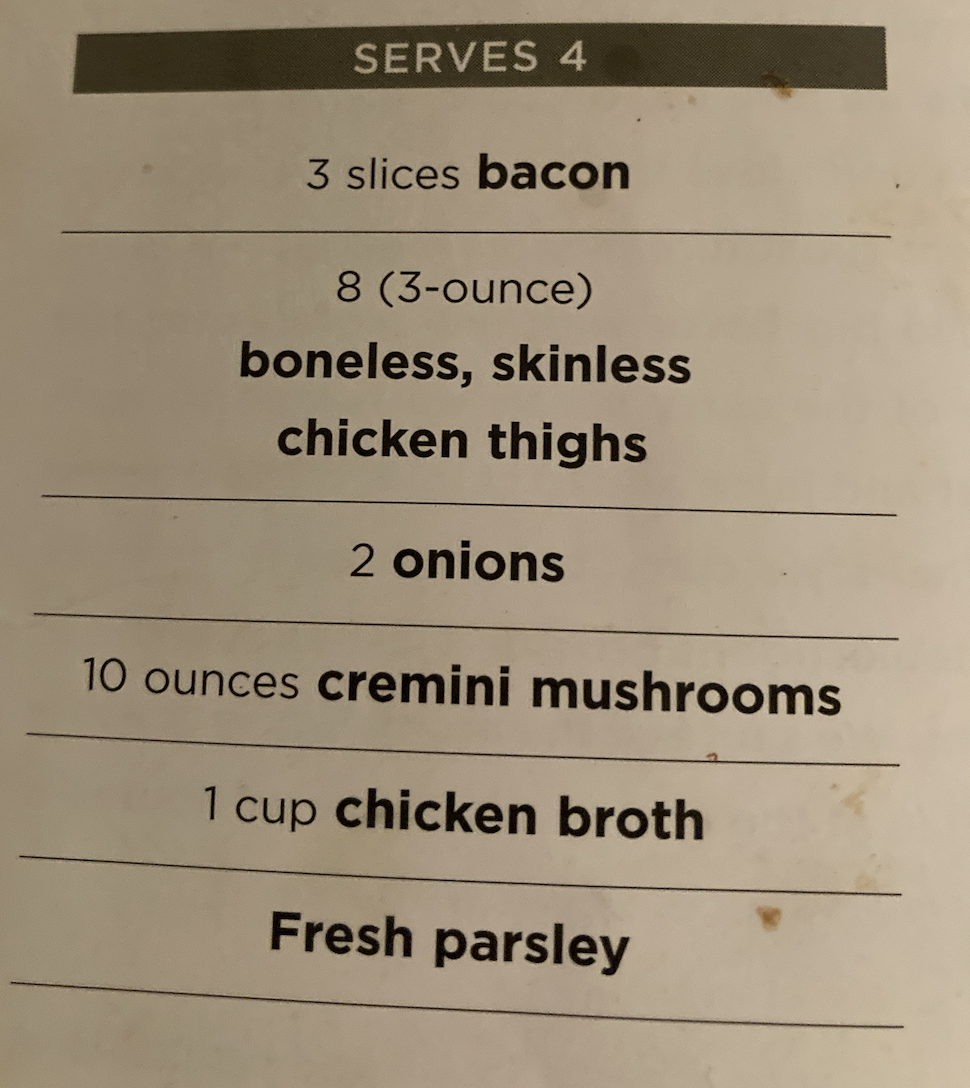 SERVES 4
3 slices bacon
8 (3-ounce)
boneless, skinless
chicken thighs
2 onions
10 ounces cremini mushrooms
1 cup chicken broth
Fresh parsley